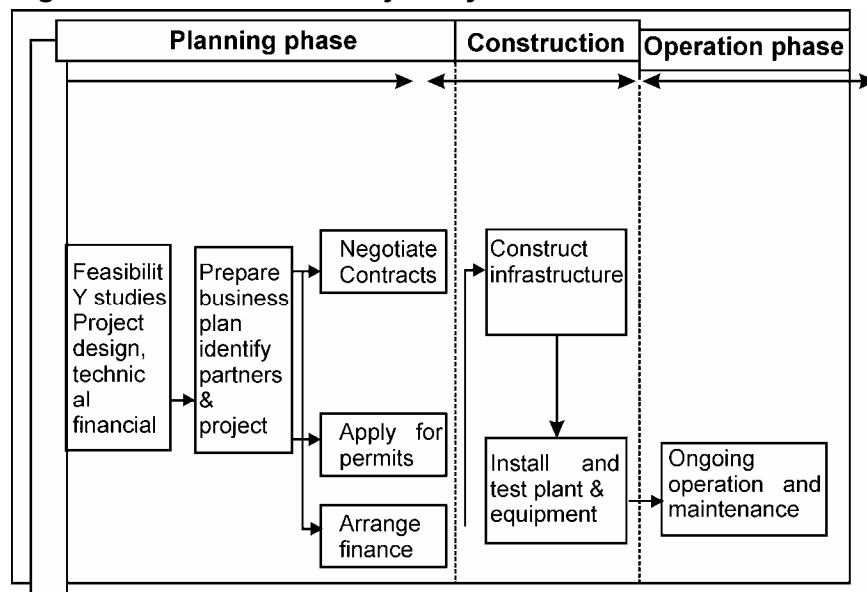 Planning phase
Construction
Operation phase
Feasibilit
Y studies
Project
design,
technic
al
financial
Prepare
business
plan
identify
partners
&
project
Negotiate
Contracts
Apply for
permits
Arrange
finance
Construct
infrastructure
Install and
test plant &
equipment
Ongoing
operation and
maintenance